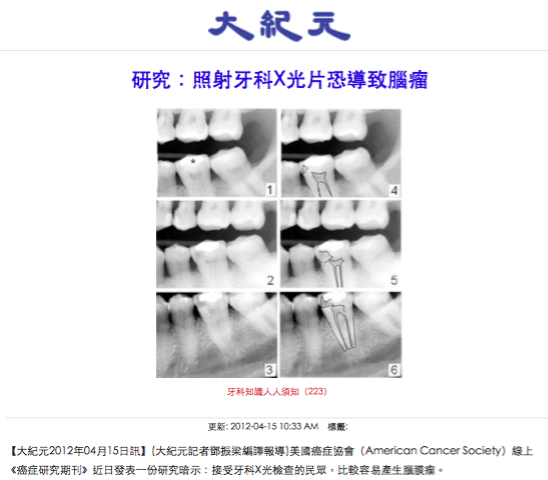 大紀元
研究：照射牙科X光片恐導致腦瘤
*
1
4
2
5
3
6
牙科知識人人須知（223）
更新: 2012-04-15 10:33 AM 標籤:
【大紀元2012年04月15日訊】(大紀元記者鄧振梁編譯報導)美國癌症協會（American Cancer Society）線上
《癌症研究期刊》近日發表一份研究暗示：接受牙科X光檢查的民眾，比較容易產生腦膜瘤。